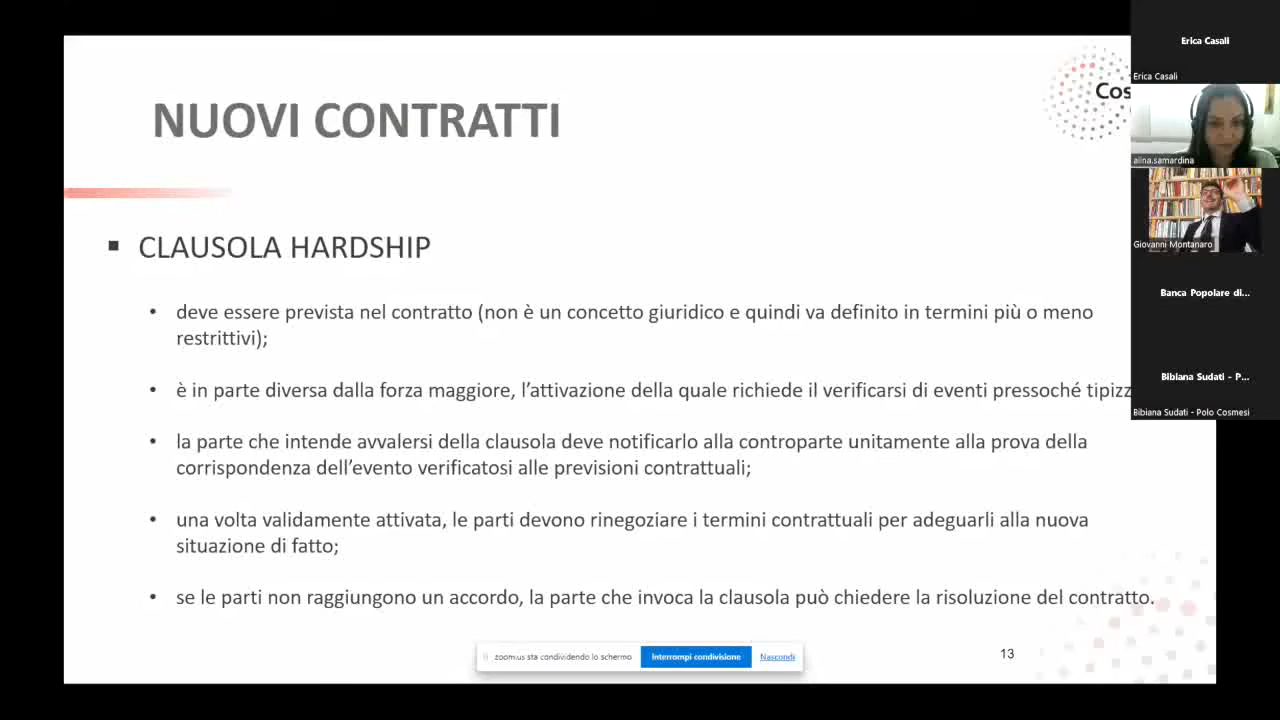 NUOVI CONTRATTI
Cos
▪ CLAUSOLA HARDSHIP
• deve essere prevista nel contratto (non è un concetto giuridico e quindi va definito in termini più o meno
restrittivi);
• è in parte diversa dalla forza maggiore, l’attivazione della quale richiede il verificarsi di eventi pressoché tipizz
• la parte che intende avvalersi della clausola deve notificarlo alla controparte unitamente alla prova della
corrispondenza dell’evento verificatosi alle previsioni contrattuali;
• una volta validamente attivata, le parti devono rinegoziare i termini contrattuali per adeguarli alla nuova
situazione di fatto;
• se le parti non raggiungono un accordo, la parte che invoca la clausola può chiedere la risoluzione del contratto.
zoom.us sta condividendo lo schermo Interrompi condivisione Nascondi
13
Erica Casali
Erica Casali
alina.samardina
Giovanni Montanaro
Banca Popolare di...
Bibiana Sudati - P...
Bibiana Sudati - Polo Cosmesi